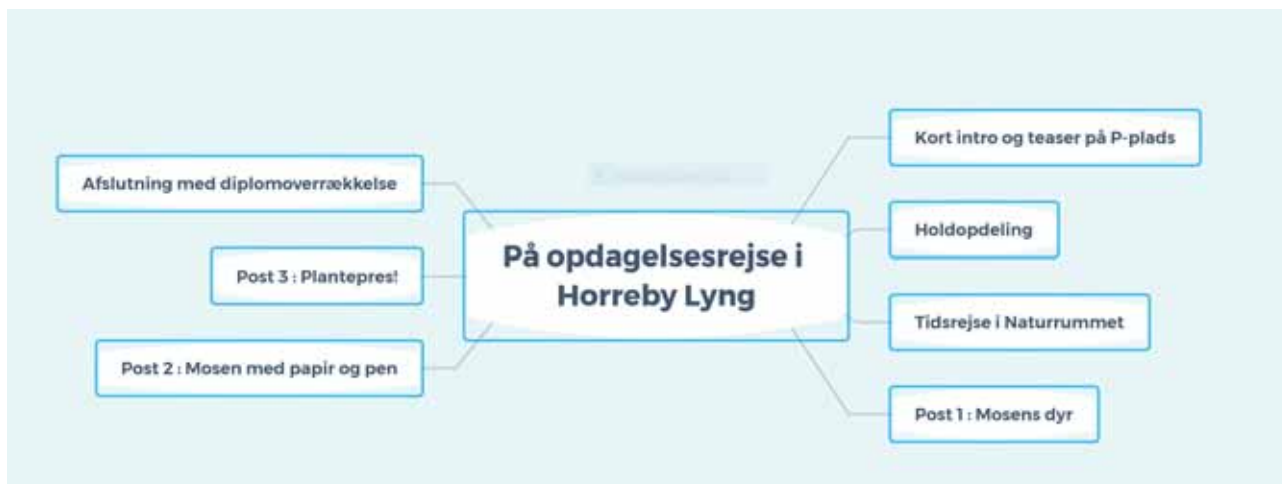 På opdagelsesrejse i
Horreby Lyng
Kort intro og teaser på P-plads
Holdopdeling
Tidsrejse i Naturrummet
Post 1 : Mosens dyr
Post 2 : Mosen med papir og pen
Post 3 : Plantepres!
Afslutning med diplomoverrækkelse